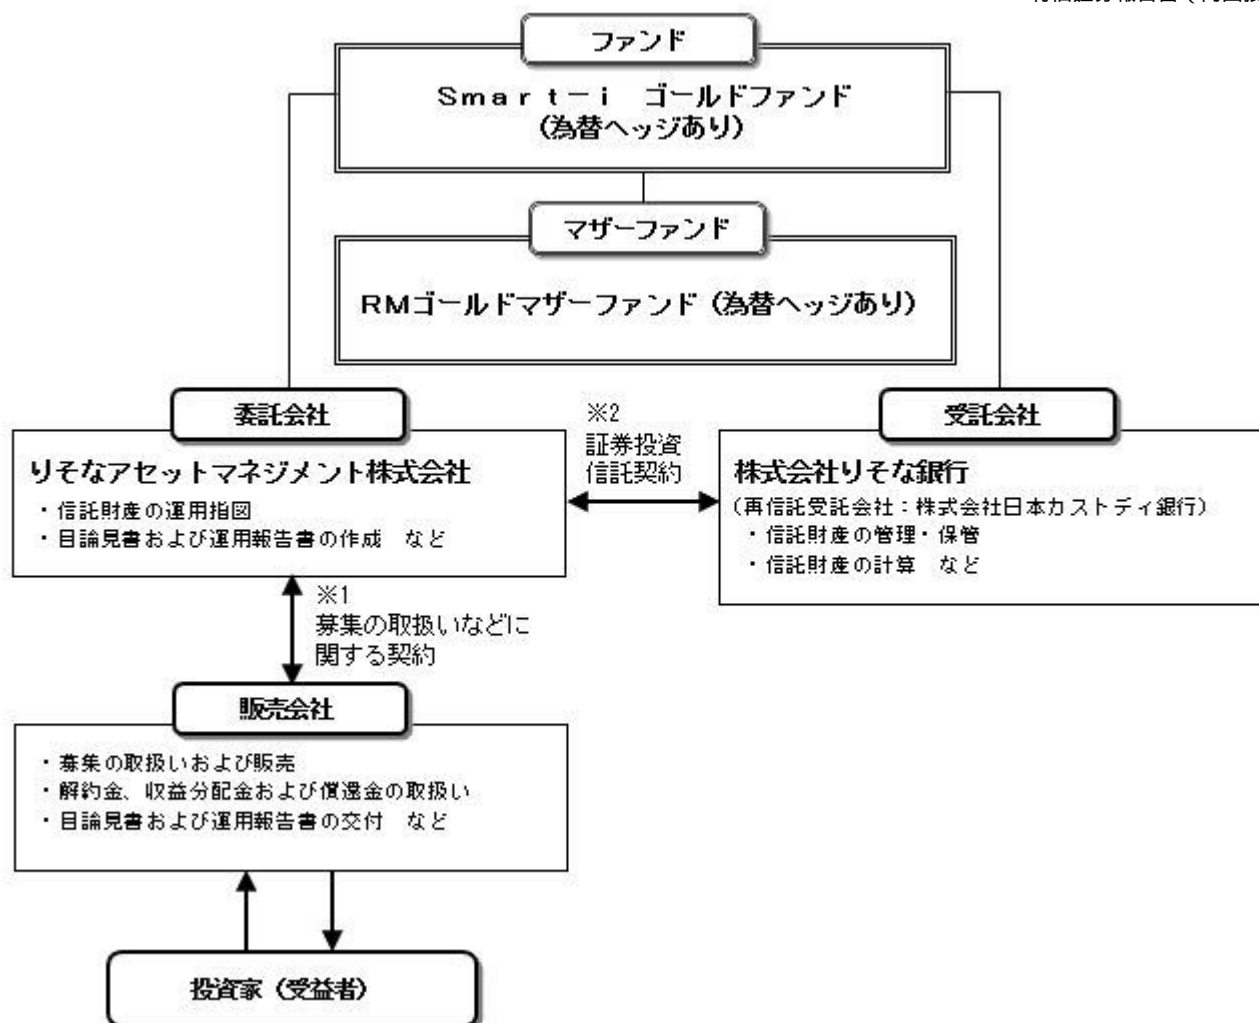 ファンド
Smart－i ゴールドファンド
(為替ヘッジあり)
マザーファンド
RMゴールドマザーファンド (為替ヘッジあり)
委託会社
りそなアセットマネジメント株式会社
・信託財産の運用指図
・目論見書および運用報告書の作成 など
※2
証券投資
信託契約
受託会社
株式会社りそな銀行
(再信託受託会社：株式会社日本カストディ銀行)
・信託財産の管理・保管
・信託財産の計算 など
※1
募集の取扱いなどに
関する契約
販売会社
・募集の取扱いおよび販売
・解約金、収益分配金および償還金の取扱い
・目論見書および運用報告書の交付 など
投資家 (受益者)